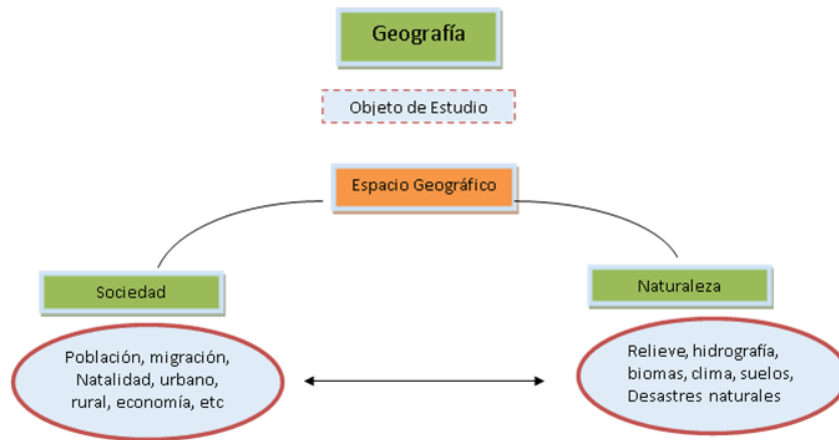 Geografía
Objeto de Estudio
Espacio Geográfico
Sociedad
Naturaleza
Población, migración,
Natalidad, urbano,
rural, economía, etc
Relieve, hidrografía,
biomas, clima, suelos,
Desastres naturales